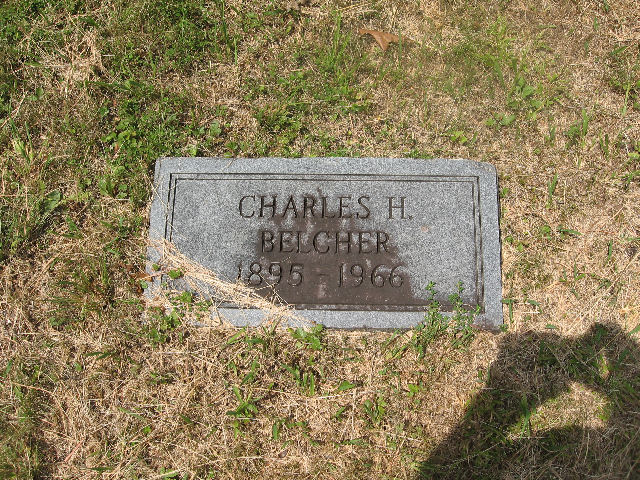 CHARLES H.
BELCHER
1895 - 1966